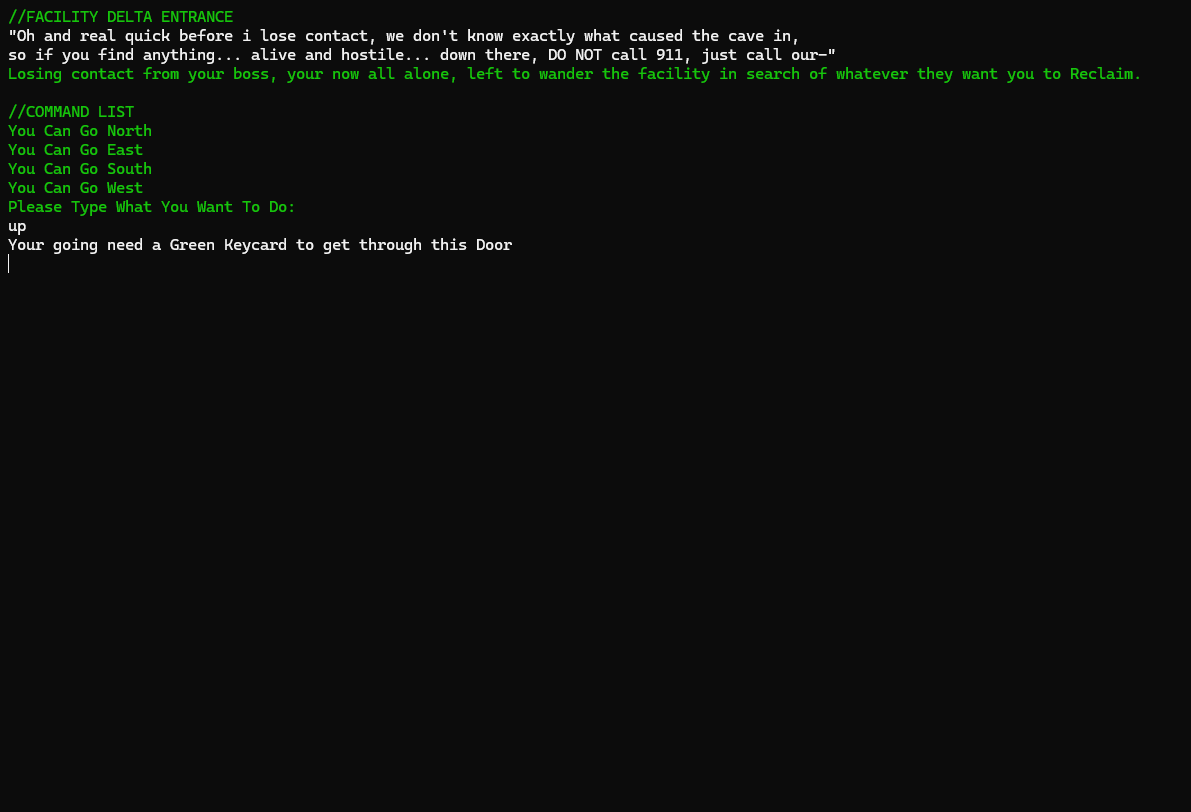 //FACILITY DELTA ENTRANCE
"Oh and real quick before i lose contact, we don't know exactly what caused the cave in,
so if you find anything... alive and hostile... down there, DO NOT call 911, just call our-"
Losing contact from your boss, your now all alone, left to wander the facility in search of whatever they want you to Reclaim.
//COMMAND LIST
You Can Go North
You Can Go East
You Can Go South
You Can Go West
Please Type What You Want To Do:
up
Your going need a Green Keycard to get through this Door